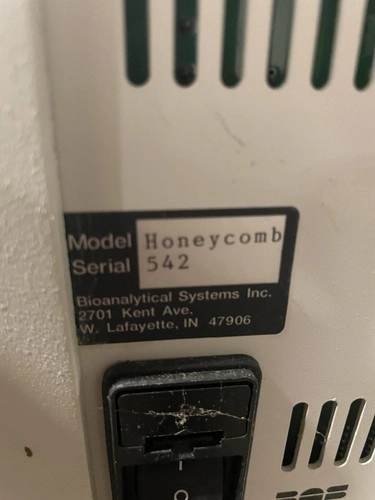 Model Honeycomb
Serial 542
Bioanalytical Systems Inc.
2701 Kent Ave.
W. Lafayette, IN 47906